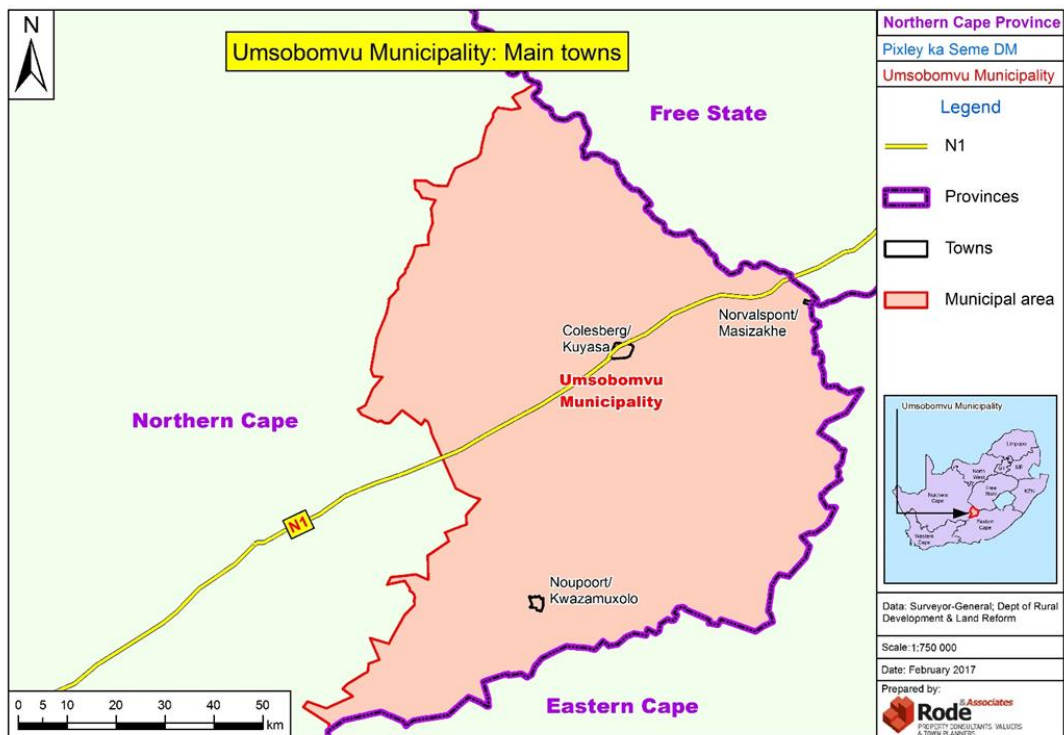 N
Umsobomvu Municipality: Main towns
Free State
Norvalspont/
Masizakhe
Colesberg/
Kuyasa
Umsobomvu
Municipality
Northern Cape
N1
Noupoort/
Kwazamuxolo
Eastern Cape
0 5 10 20 30 40 50
km
Northern Cape Province
Pixley ka Seme DM
Umsobomvu Municipality
Legend
N1
Provinces
Towns
Municipal area
Umsobomvu Municipality
Limpopo
North
West
MP
Free
State
KZN
Northern
Cape
Eastern
Cape
Western
Cape
Data: Surveyor-General; Dept of Rural
Development & Land Reform
Scale:1:750 000
Date: February 2017
Prepared by:
&Associates
Rode
PROPERTY CONSULTANTS, VALUERS
& TOWN PLANNERS